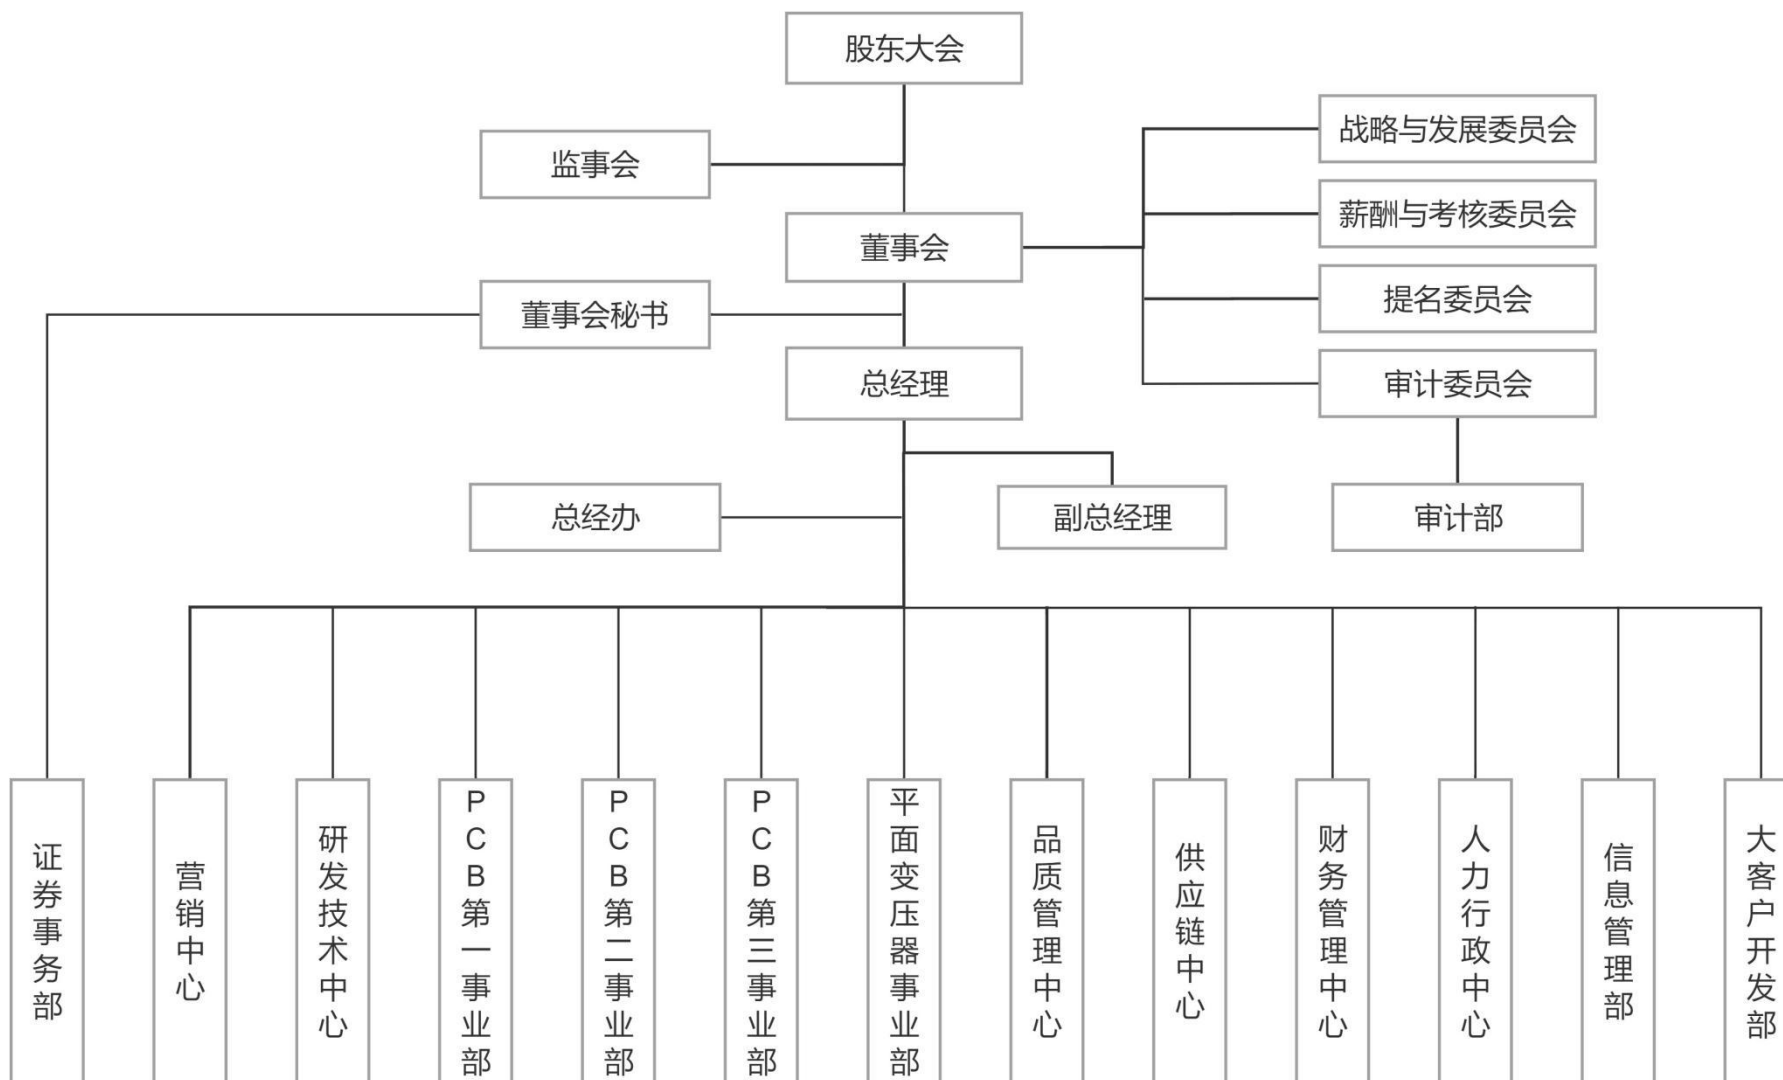 股东大会
监事会
战略与发展委员会
薪酬与考核委员会
董事会
提名委员会
董事会秘书
总经理
审计委员会
总经办
副总经理
审计部
证券事务部
营销中心
研发技术中心
PCB第一事业部
PCB第二事业部
PCB第三事业部
平面变压器事业部
品质管理中心
供应链中心
财务管理中心
人力行政中心
信息管理部
大客户开发部